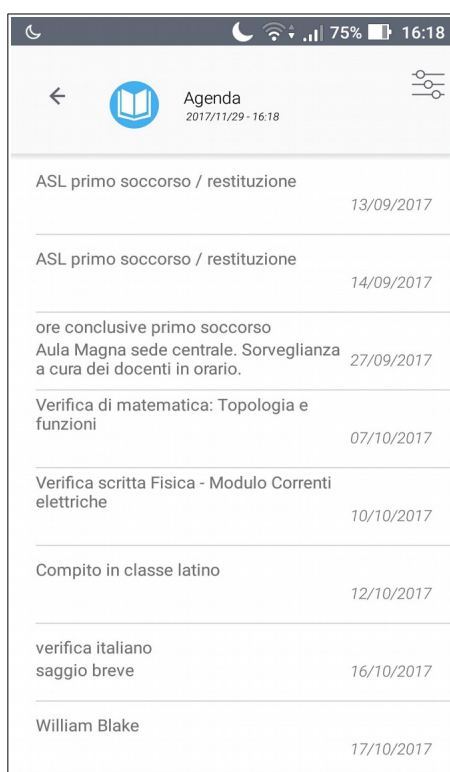 75% 16:18
Agenda
2017/11/29 - 16:18
ASL primo soccorso / restituzione
13/09/2017
ASL primo soccorso / restituzione
14/09/2017
ore conclusive primo soccorso
Aula Magna sede centrale. Sorveglianza
a cura dei docenti in orario.
27/09/2017
Verifica di matematica: Topologia e
funzioni
07/10/2017
Verifica scritta Fisica - Modulo Correnti
elettriche
10/10/2017
Compito in classe latino
12/10/2017
verifica italiano
saggio breve
16/10/2017
William Blake
17/10/2017